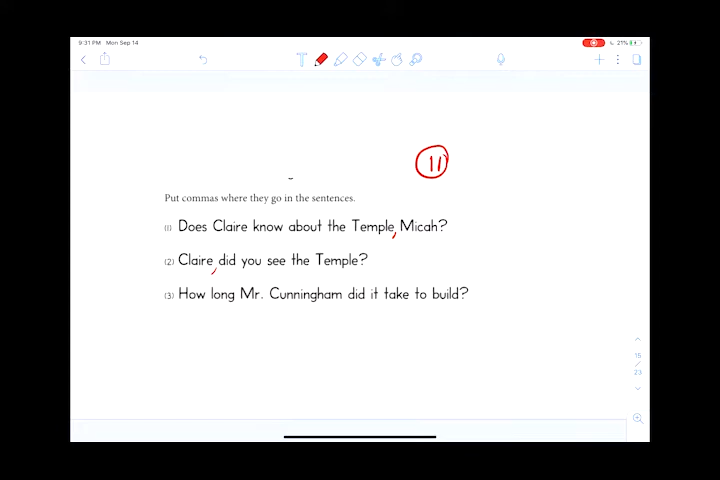 9:31 PM Mon Sep 14
21%
T
11
Put commas where they go in the sentences.
(1) Does Claire know about the Temple, Micah?
(2) Claire, did you see the Temple?
(3) How long Mr. Cunningham did it take to build?
15
/
23